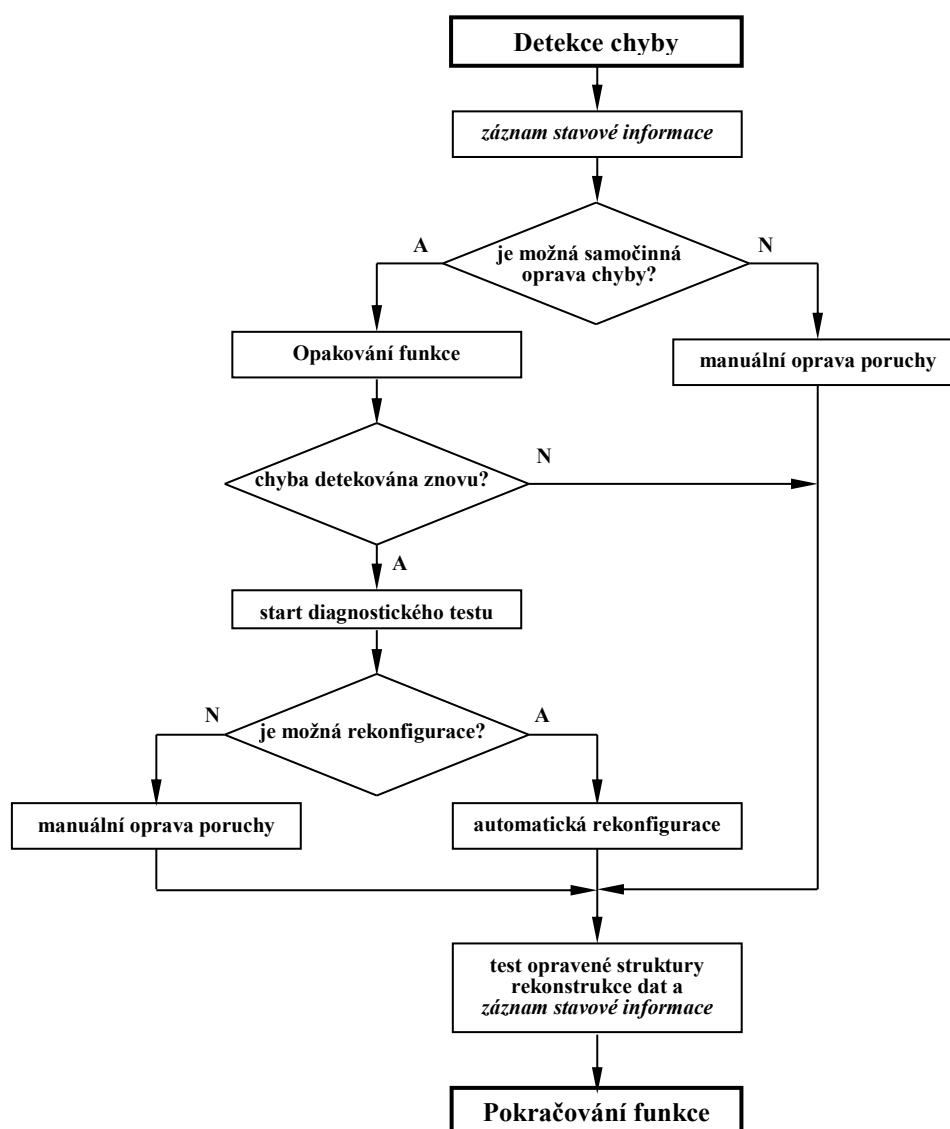 Detekce chyby
záznam stavové informace
A
N
je možná samočinná
oprava chyby?
Opakování funkce
manuální oprava poruchy
N
chyba detekována znovu?
A
start diagnostického testu
N
A
je možná rekonfigurace?
manuální oprava poruchy
automatická rekonfigurace
test opravené struktury
rekonstrukce dat a
záznam stavové informace
Pokračování funkce